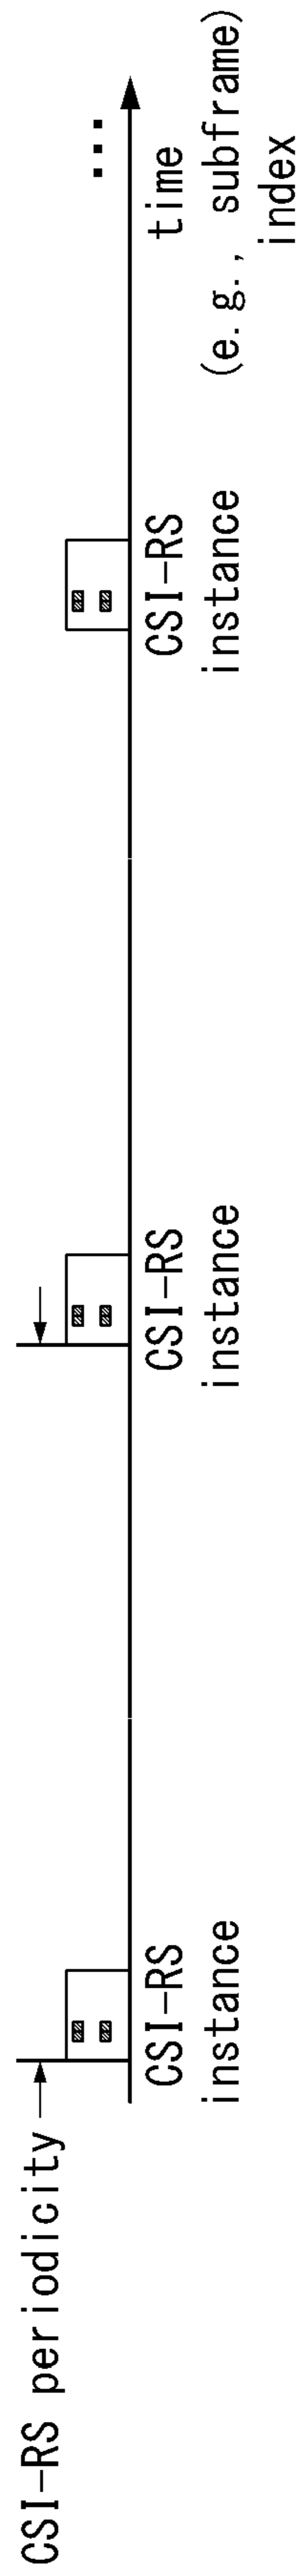 CSI-RS periodicity
CSI-RS
instance
CSI-RS
instance
CSI-RS
instance
...
time
(e.g., subframe)
index